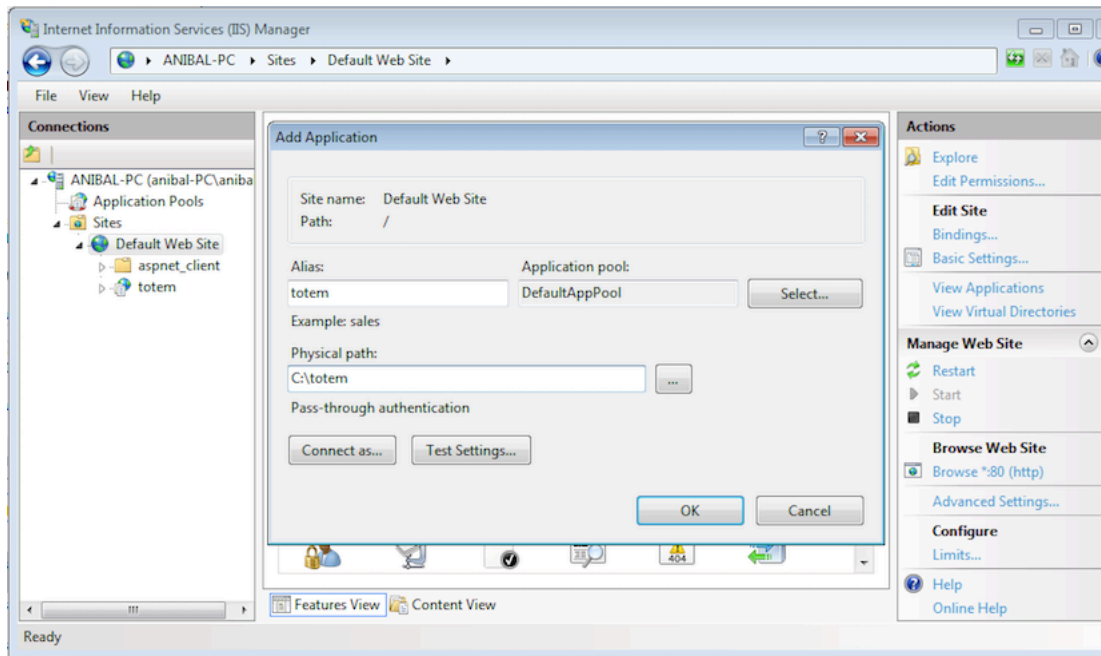 Internet Information Services (IIS) Manager
ANIBAL-PC Sites Default Web Site
File View Help
Connections
ANIBAL-PC (anibal-PC\aniba
Application Pools
Sites
Default Web Site
aspnet_client
totem
Add Application
Site name: Default Web Site
Path: /
Alias:
Application pool:
totem
DefaultAppPool
Select...
Example: sales
Physical path:
C:\totem
...
Pass-through authentication
Connect as...
Test Settings...
OK
Cancel
404
Features View
Content View
Actions
Explore
Edit Permissions...
Edit Site
Bindings...
Basic Settings...
View Applications
View Virtual Directories
Manage Web Site
Restart
Start
Stop
Browse Web Site
Browse *:80 (http)
Advanced Settings...
Configure
Limits...
Help
Online Help
Ready